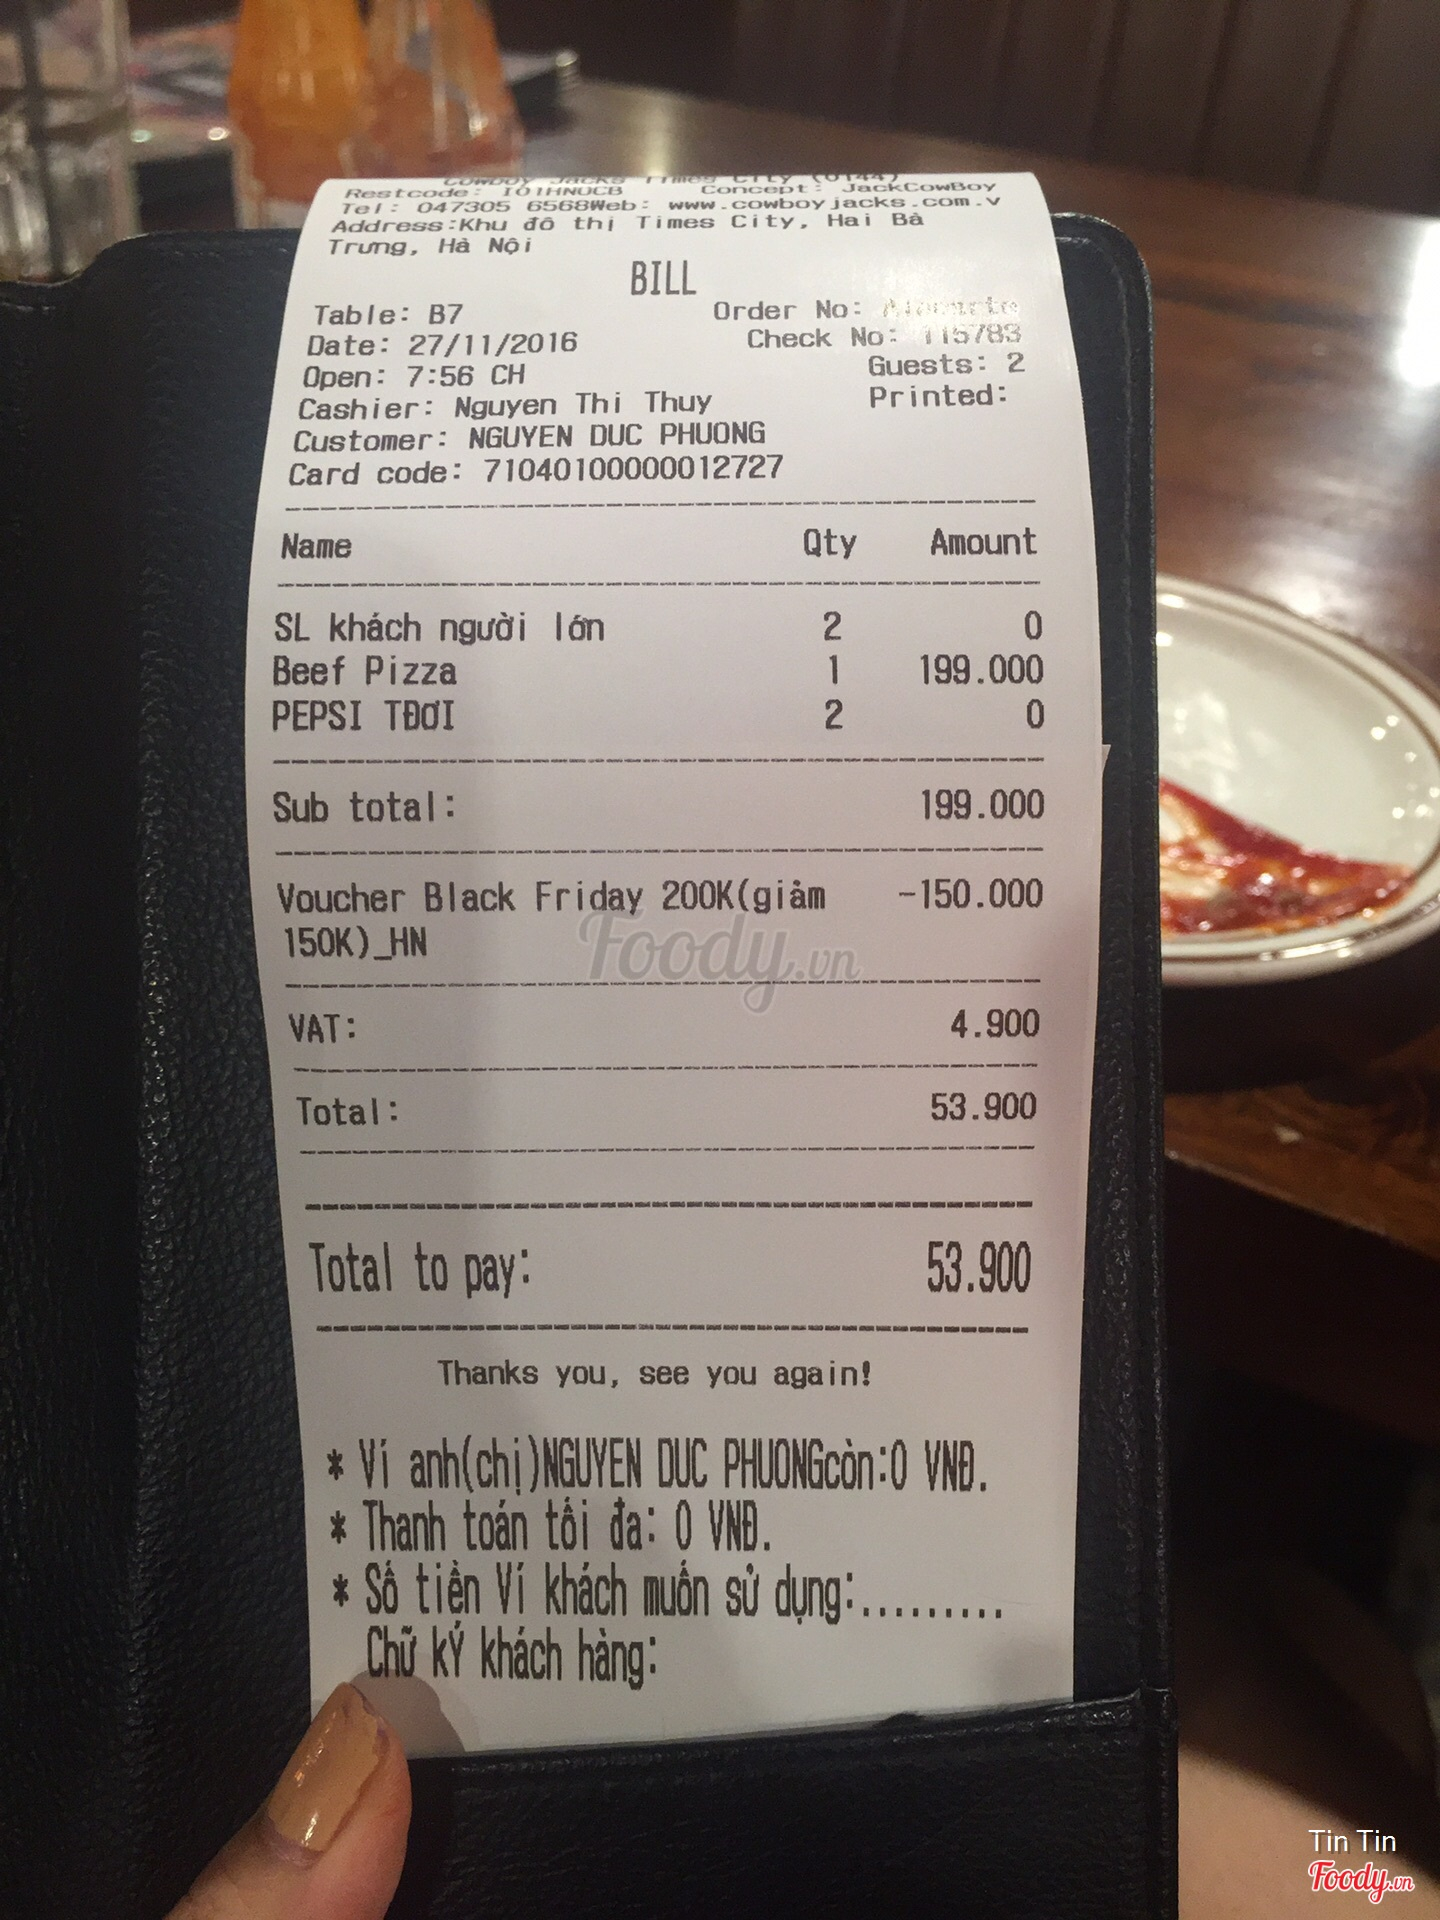 Cowboy Jacks Times City (0144)
Restcode: I01HNUCB Concept: JackCowBoy
Tel: 047305 6568Web: www.cowboyjacks.com.v
Address:Khu đô thị Times City, Hai Bà
Trưng, Hà Nội
BILL
Table: B7 Order No:
Date: 27/11/2016 Check No: 115783
Open: 7:56 CH Guests: 2
Cashier: Nguyen Thi Thuy Printed:
Customer: NGUYEN DUC PHUONG
Card code: 71040100000012727
Name Qty Amount
SL khách người lớn 2 0
Beef Pizza 1 199.000
PEPSI TĐƠI 2 0
Sub total: 199.000
Voucher Black Friday 200K(giảm -150.000
150K)_HN
Foody.vn
VAT: 4.900
Total: 53.900
Total to pay: 53.900
Thanks you, see you again!
* Ví anh(chị)NGUYEN DUC PHUONGcòn:0 VNĐ.
* Thanh toán tối đa: 0 VNĐ.
* Số tiền Ví khách muốn sử dụng:.........
Chữ kÝ khách hàng:
Tin Tin
Foody.vn